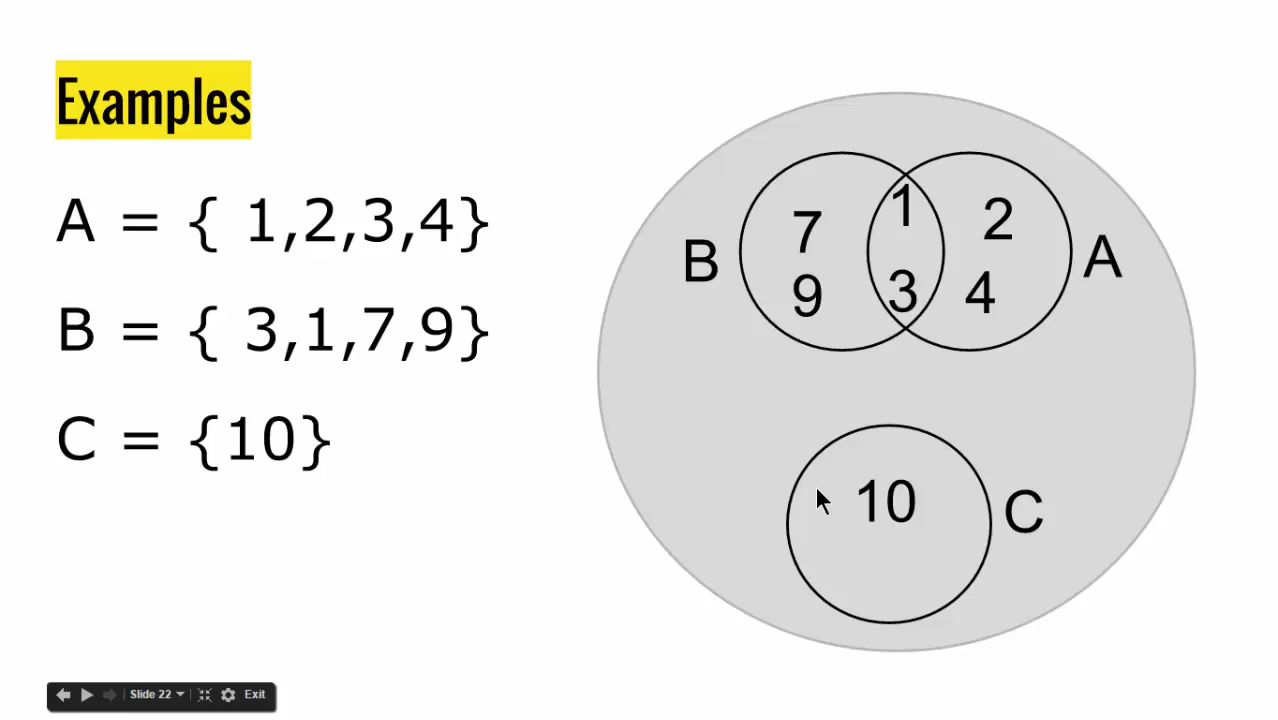 Examples
A = { 1,2,3,4}
B = { 3,1,7,9}
C = {10}
B
7
9
1
3
2
4
A
10
C
Slide 22
Exit